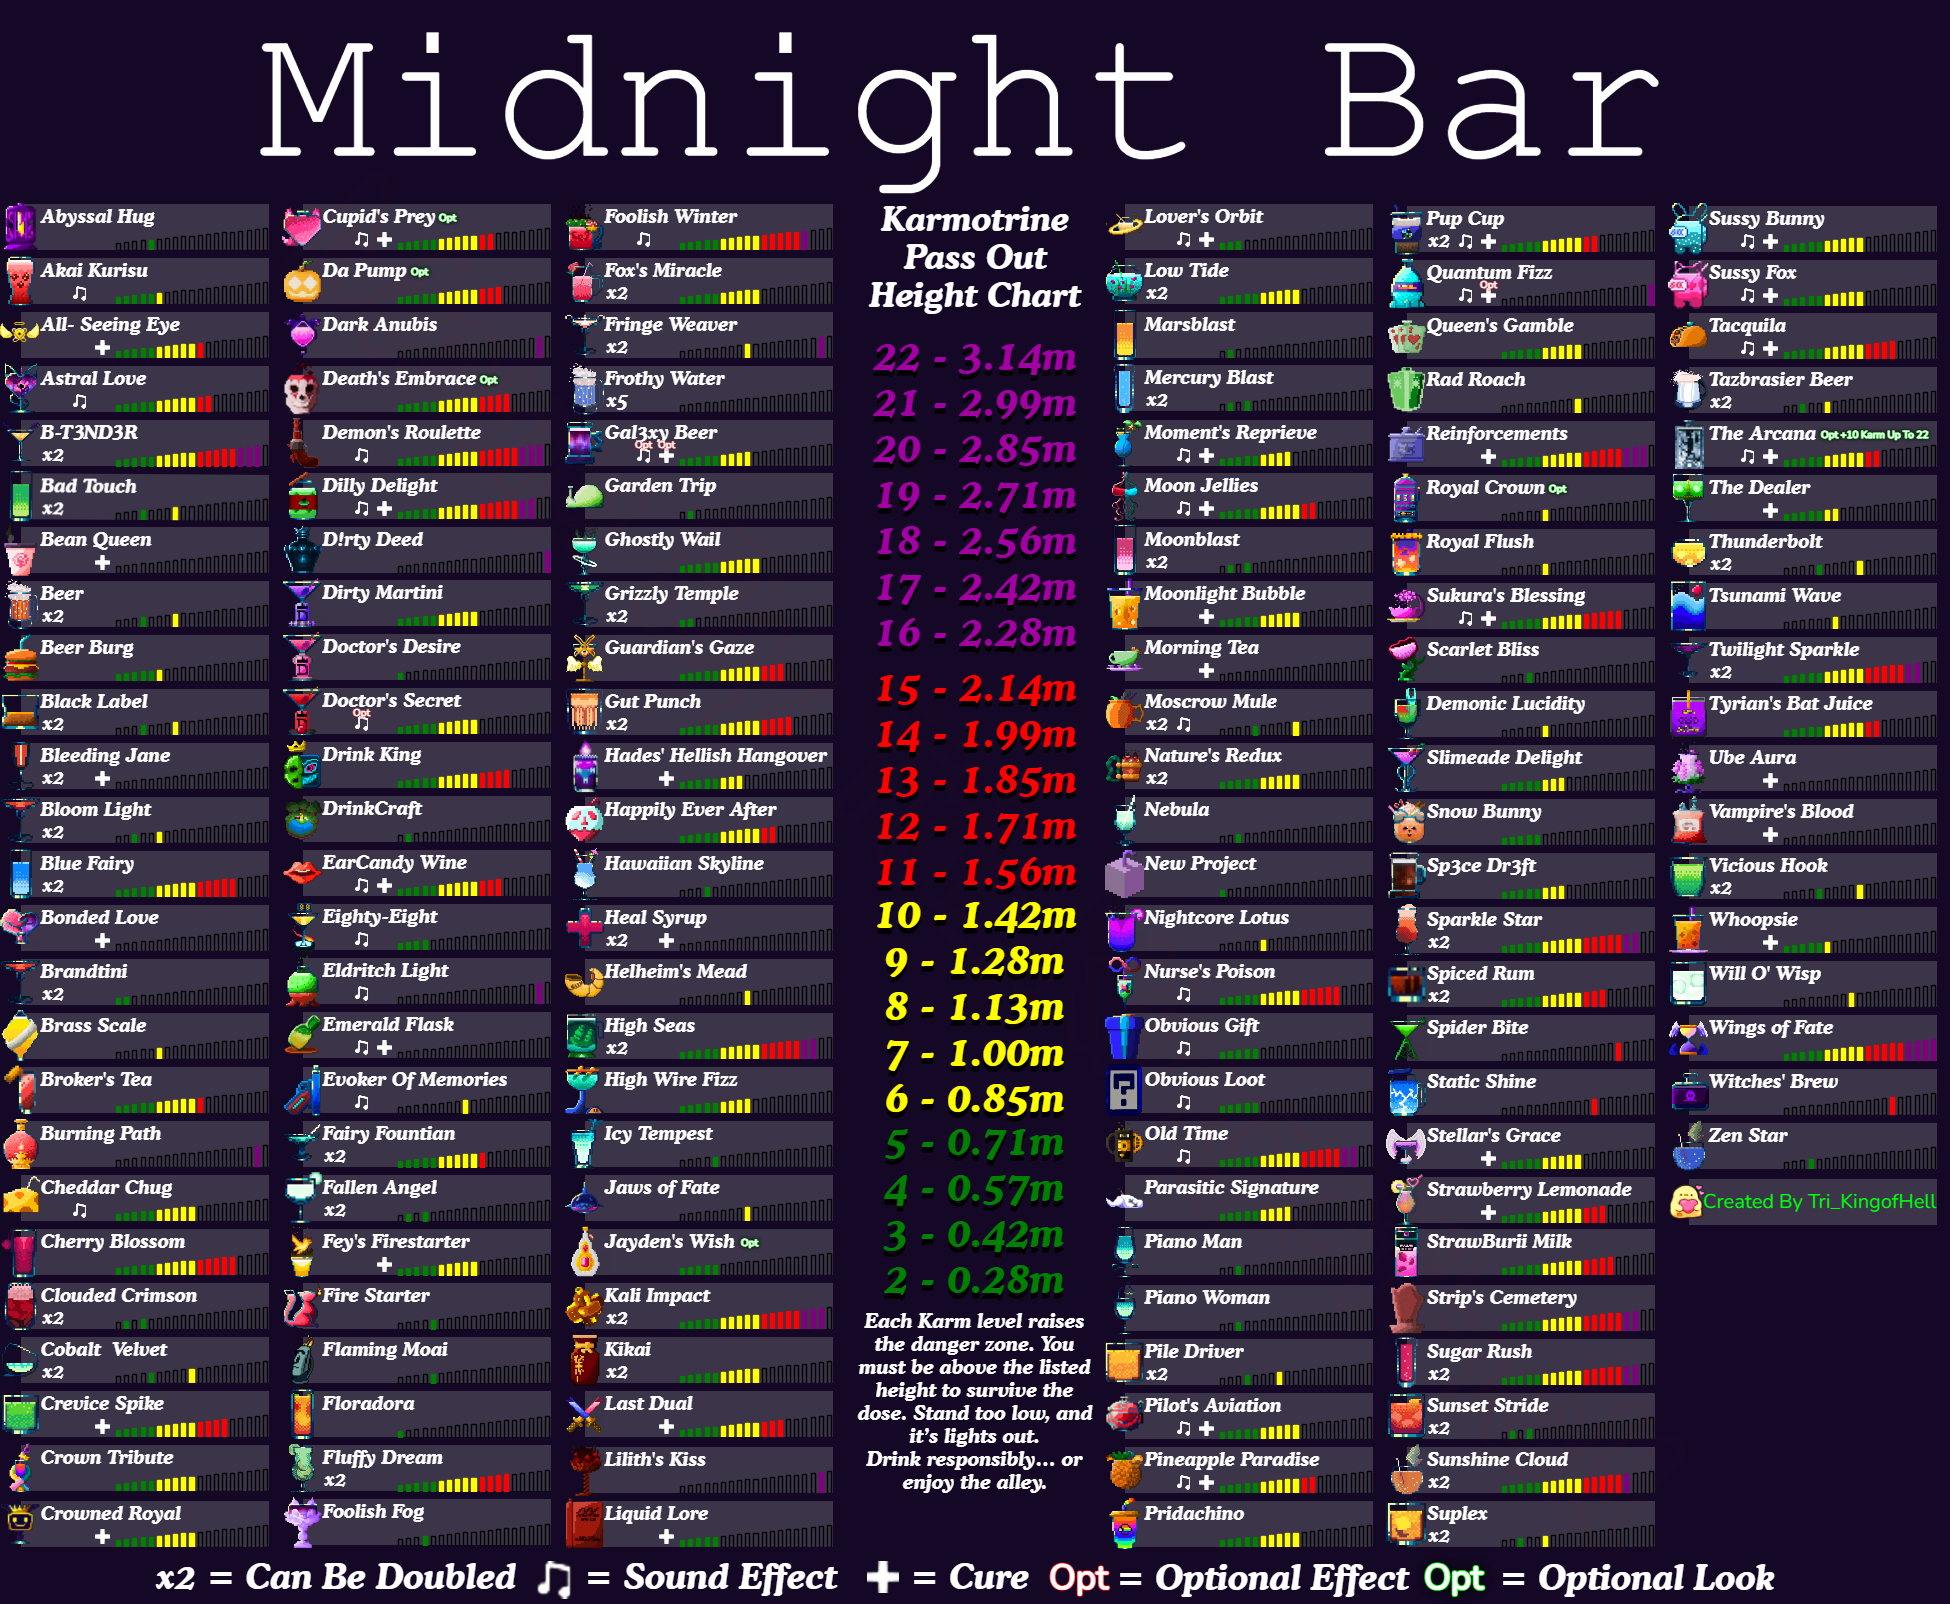 Midnight Bar
Abyssal Hug
Akai Kurisu
All- Seeing Eye
Astral Love
B-T3ND3R
x2
Bad Touch
x2
Bean Queen
Beer
x2
Beer Burg
Black Label
x2
Bleeding Jane
x2
Bloom Light
x2
Blue Fairy
x2
Bonded Love
Brandtini
x2
Brass Scale
Broker's Tea
Burning Path
Cheddar Chug
Cherry Blossom
Clouded Crimson
x2
Cobalt Velvet
x2
Crevice Spike
Crown Tribute
Crowned Royal
Cupid's Prey Opt
Da Pump Opt
Dark Anubis
Death's Embrace Opt
Demon's Roulette
Dilly Delight
D!rty Deed
Dirty Martini
Doctor's Desire
Doctor's Secret
Opt
Drink King
DrinkCraft
EarCandy Wine
Eighty-Eight
Eldritch Light
Emerald Flask
Evoker Of Memories
Fairy Fountian
x2
Fallen Angel
x2
Fey's Firestarter
Fire Starter
Flaming Moai
Floradora
Fluffy Dream
x2
Foolish Fog
Foolish Winter
Fox's Miracle
x2
Fringe Weaver
x2
Frothy Water
x5
Gal3xy Beer
Opt Opt
Garden Trip
Ghostly Wail
Grizzly Temple
x2
Guardian's Gaze
Gut Punch
x2
Hades' Hellish Hangover
Happily Ever After
Hawaiian Skyline
Heal Syrup
x2
Helheim's Mead
High Seas
x2
High Wire Fizz
Icy Tempest
Jaws of Fate
Jayden's Wish Opt
Kali Impact
x2
Kikai
x2
Last Dual
Lilith's Kiss
Liquid Lore
Karmotrine
Pass Out
Height Chart
22 - 3.14m
21 - 2.99m
20 - 2.85m
19 - 2.71m
18 - 2.56m
17 - 2.42m
16 - 2.28m
15 - 2.14m
14 - 1.99m
13 - 1.85m
12 - 1.71m
11 - 1.56m
10 - 1.42m
9 - 1.28m
8 - 1.13m
7 - 1.00m
6 - 0.85m
5 - 0.71m
4 - 0.57m
3 - 0.42m
2 - 0.28m
Each Karm level raises
the danger zone. You
must be above the listed
height to survive the
dose. Stand too low, and
it's lights out.
Drink responsibly... or
enjoy the alley.
Lover's Orbit
Low Tide
x2
Marsblast
Mercury Blast
x2
Moment's Reprieve
Moon Jellies
Moonblast
x2
Moonlight Bubble
Morning Tea
Moscrow Mule
x2
Nature's Redux
x2
Nebula
New Project
Nightcore Lotus
Nurse's Poison
Obvious Gift
Obvious Loot
Old Time
Parasitic Signature
Piano Man
Piano Woman
Pile Driver
x2
Pilot's Aviation
Pineapple Paradise
Pridachino
Pup Cup
x2
Quantum Fizz
Opt
Queen's Gamble
Rad Roach
Reinforcements
Royal Crown Opt
Royal Flush
Sukura's Blessing
Scarlet Bliss
Demonic Lucidity
Slimeade Delight
Snow Bunny
Sp3ce Dr3ft
Sparkle Star
x2
Spiced Rum
x2
Spider Bite
Static Shine
Stellar's Grace
Strawberry Lemonade
StrawBurii Milk
Strip's Cemetery
Sugar Rush
x2
Sunset Stride
x2
Sunshine Cloud
x2
Suplex
x2
Sussy Bunny
Sussy Fox
Tacquila
Tazbrasier Beer
x2
The Arcana Opt +10 Karm Up To 22
The Dealer
Thunderbolt
x2
Tsunami Wave
Twilight Sparkle
x2
Tyrian's Bat Juice
Ube Aura
Vampire's Blood
Vicious Hook
x2
Whoopsie
Will O' Wisp
Wings of Fate
Witches' Brew
Zen Star
Created By Tri_KingofHell
x2 = Can Be Doubled ♫ = Sound Effect ✚ = Cure Opt = Optional Effect Opt = Optional Look